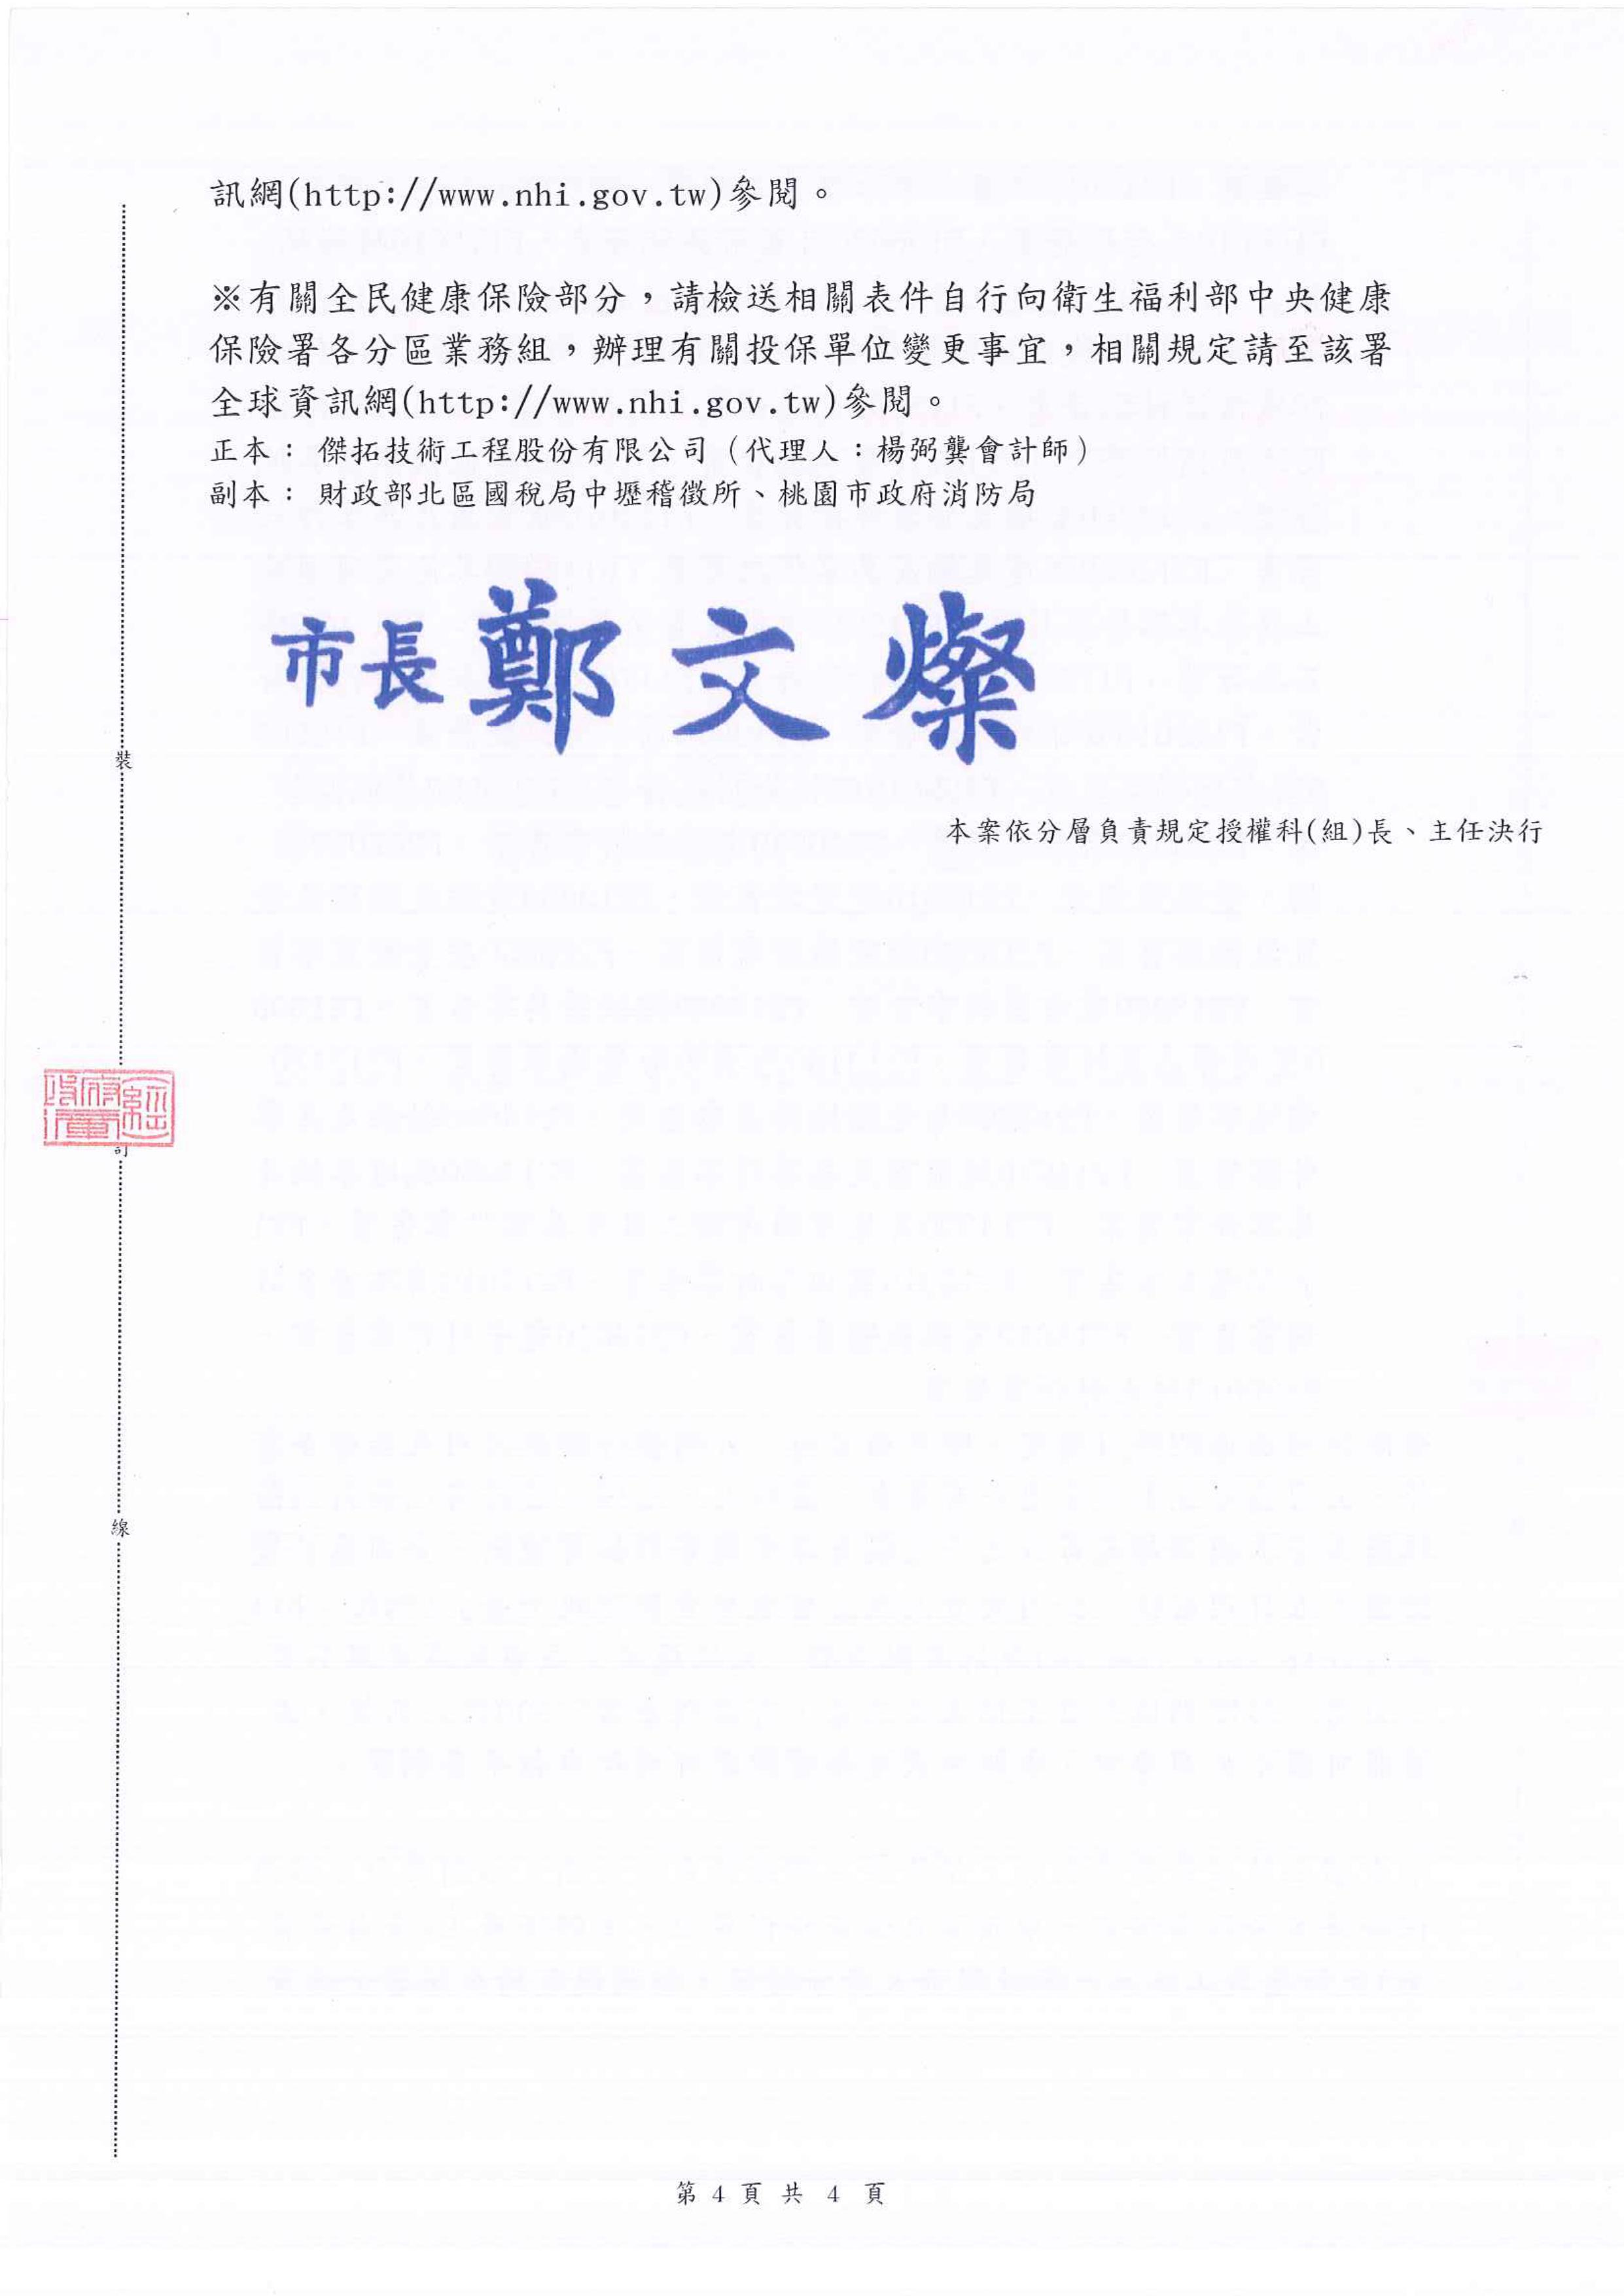 訊網(http://www.nhi.gov.tw)參閱。
※有關全民健康保險部分，請檢送相關表件自行向衛生福利部中央健康
保險署各分區業務組，辦理有關投保單位變更事宜，相關規定請至該署
全球資訊網(http://www.nhi.gov.tw)參閱。
正本： 傑拓技術工程股份有限公司（代理人：楊弼龔會計師）
副本： 財政部北區國稅局中壢稽徵所、桃園市政府消防局
市長 鄭文燦
裝
本案依分層負責規定授權科(組)長、主任決行
訂
線
第 4 頁 共 4 頁